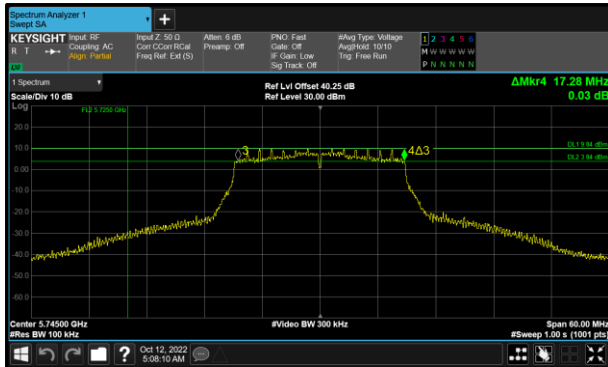 Spectrum Analyzer 1
Swept SA
KEYSIGHT
R T
Input: RF
Coupling: AC
Align: Partial
Input Z: 50 Ω
Corr CCorr RCal
Freq Ref: Ext (S)
Atten: 6 dB
Preamp: Off
PNO: Fast
Gate: Off
IF Gain: Low
Sig Track: Off
#Avg Type: Voltage
Avg|Hold: 10/10
Trig: Free Run
1 2 3 4 5 6
M W W W W W
P N N N N N
1 Spectrum
Scale/Div 10 dB
Ref Lvl Offset 40.25 dB
Ref Level 30.00 dBm
ΔMkr4 17.28 MHz
0.03 dB
Log
FL2 5.7250 GHz
20.0
10.0
0.00
-10.0
-20.0
-30.0
-40.0
-50.0
-60.0
3
4Δ3
DL1 9.84 dBm
DL2 3.84 dBm
Center 5.74500 GHz
#Res BW 100 kHz
#Video BW 300 kHz
Span 60.00 MHz
#Sweep 1.00 s (1001 pts)
?
Oct 12, 2022
5:08:10 AM